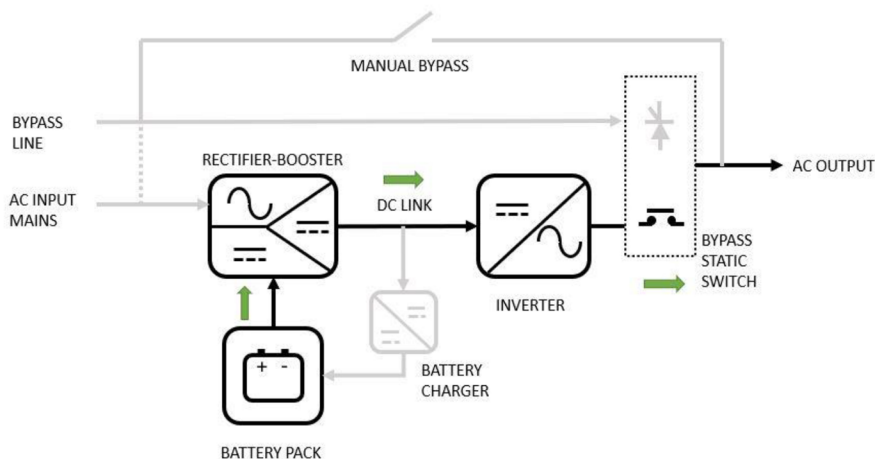 MANUAL BYPASS
BYPASS
LINE
RECTIFIER-BOOSTER
AC OUTPUT
AC INPUT
MAINS
DC LINK
BYPASS
STATIC
SWITCH
INVERTER
+ -
BATTERY
CHARGER
BATTERY PACK